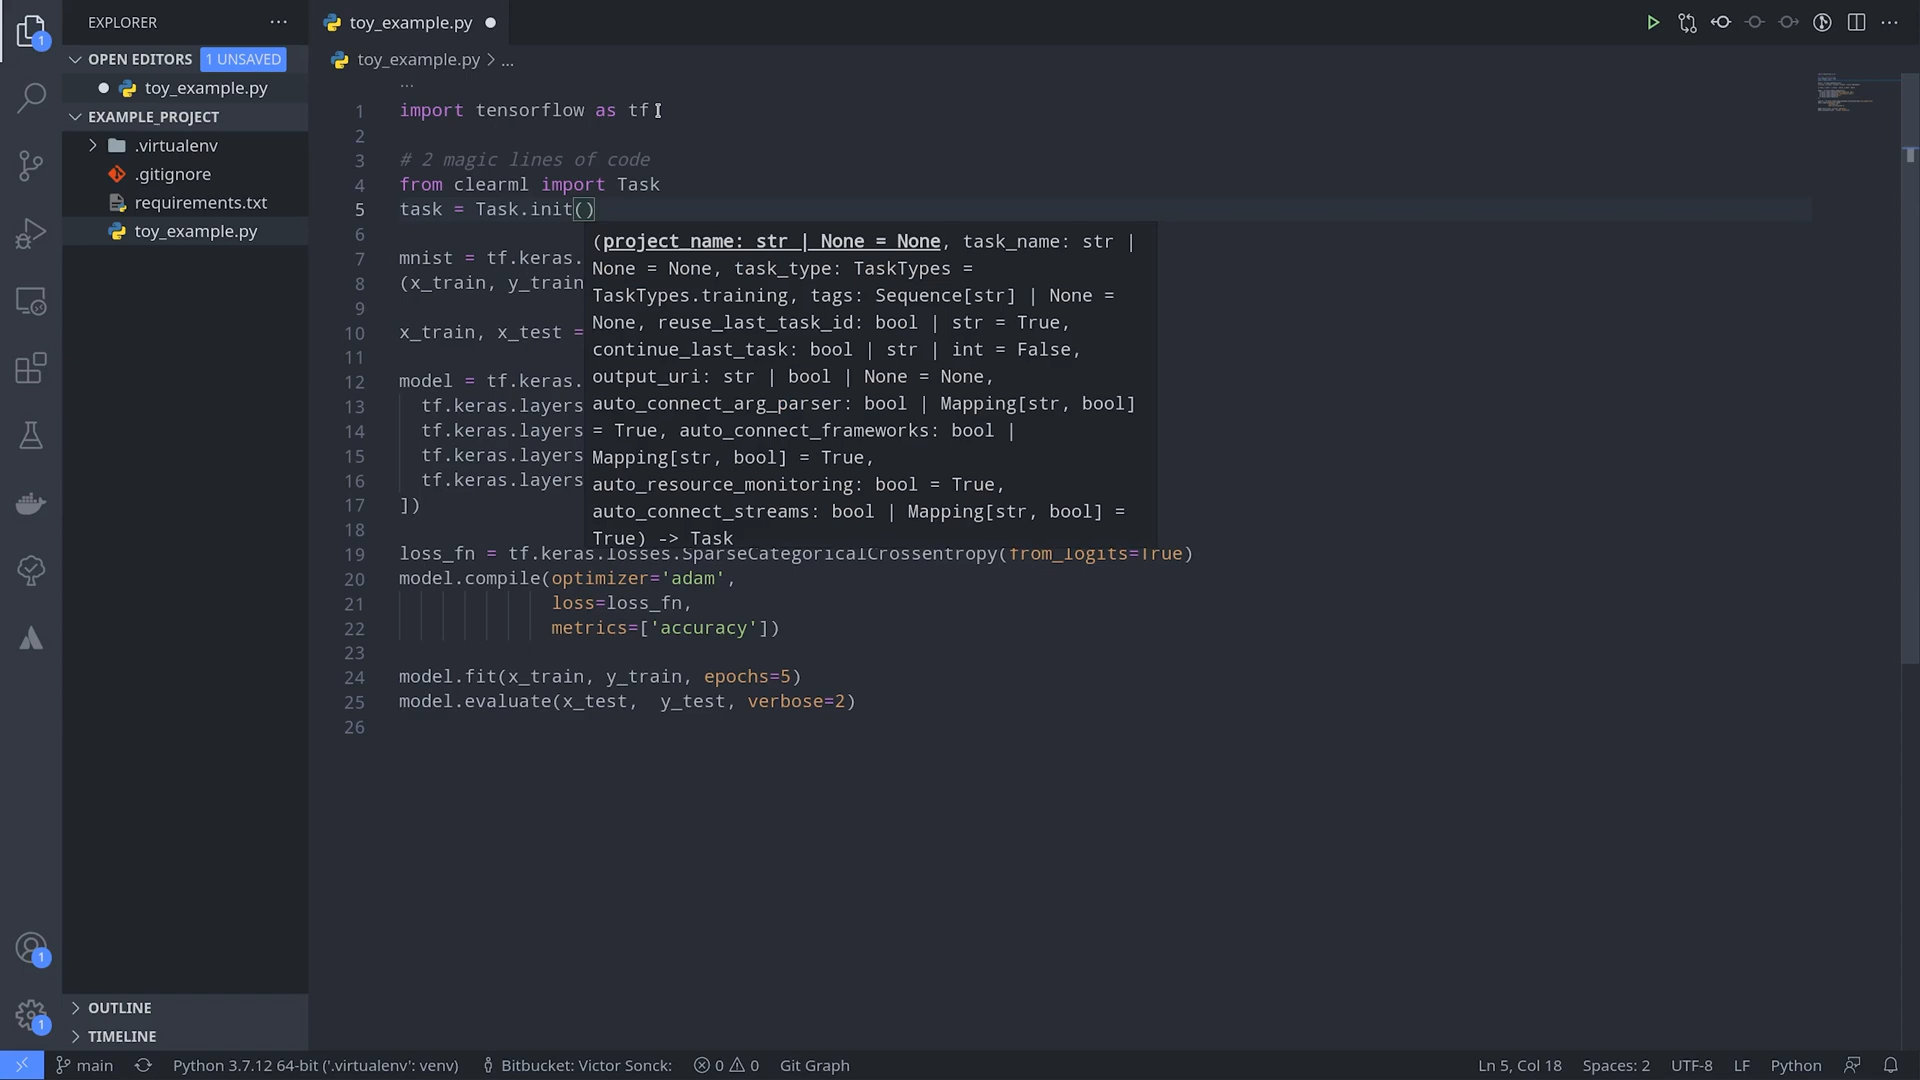 EXPLORER
OPEN EDITORS 1 UNSAVED
toy_example.py
EXAMPLE_PROJECT
.virtualenv
.gitignore
requirements.txt
toy_example.py
OUTLINE
TIMELINE
1
1
1
toy_example.py
toy_example.py > ...
...
1 import tensorflow as tf
2
3 # 2 magic lines of code
4 from clearml import Task
5 task = Task.init()
6
7 mnist = tf.keras.
8 (x_train, y_train
9
10 x_train, x_test =
11
12 model = tf.keras.
13 tf.keras.layers
14 tf.keras.layers
15 tf.keras.layers
16 tf.keras.layers
17 ])
18
(project_name: str | None = None, task_name: str |
None = None, task_type: TaskTypes =
TaskTypes.training, tags: Sequence[str] | None =
None, reuse_last_task_id: bool | str = True,
continue_last_task: bool | str | int = False,
output_uri: str | bool | None = None,
auto_connect_arg_parser: bool | Mapping[str, bool]
= True, auto_connect_frameworks: bool |
Mapping[str, bool] = True,
auto_resource_monitoring: bool = True,
auto_connect_streams: bool | Mapping[str, bool] =
True) -> Task
19 loss_fn = tf.keras.losses.SparseCategoricalCrossentropy(from_logits=True)
20 model.compile(optimizer='adam',
21 loss=loss_fn,
22 metrics=['accuracy'])
23
24 model.fit(x_train, y_train, epochs=5)
25 model.evaluate(x_test,  y_test, verbose=2)
26
main Python 3.7.12 64-bit ('.virtualenv': venv) Bitbucket: Victor Sonck: 0 0 Git Graph Ln 5, Col 18 Spaces: 2 UTF-8 LF Python